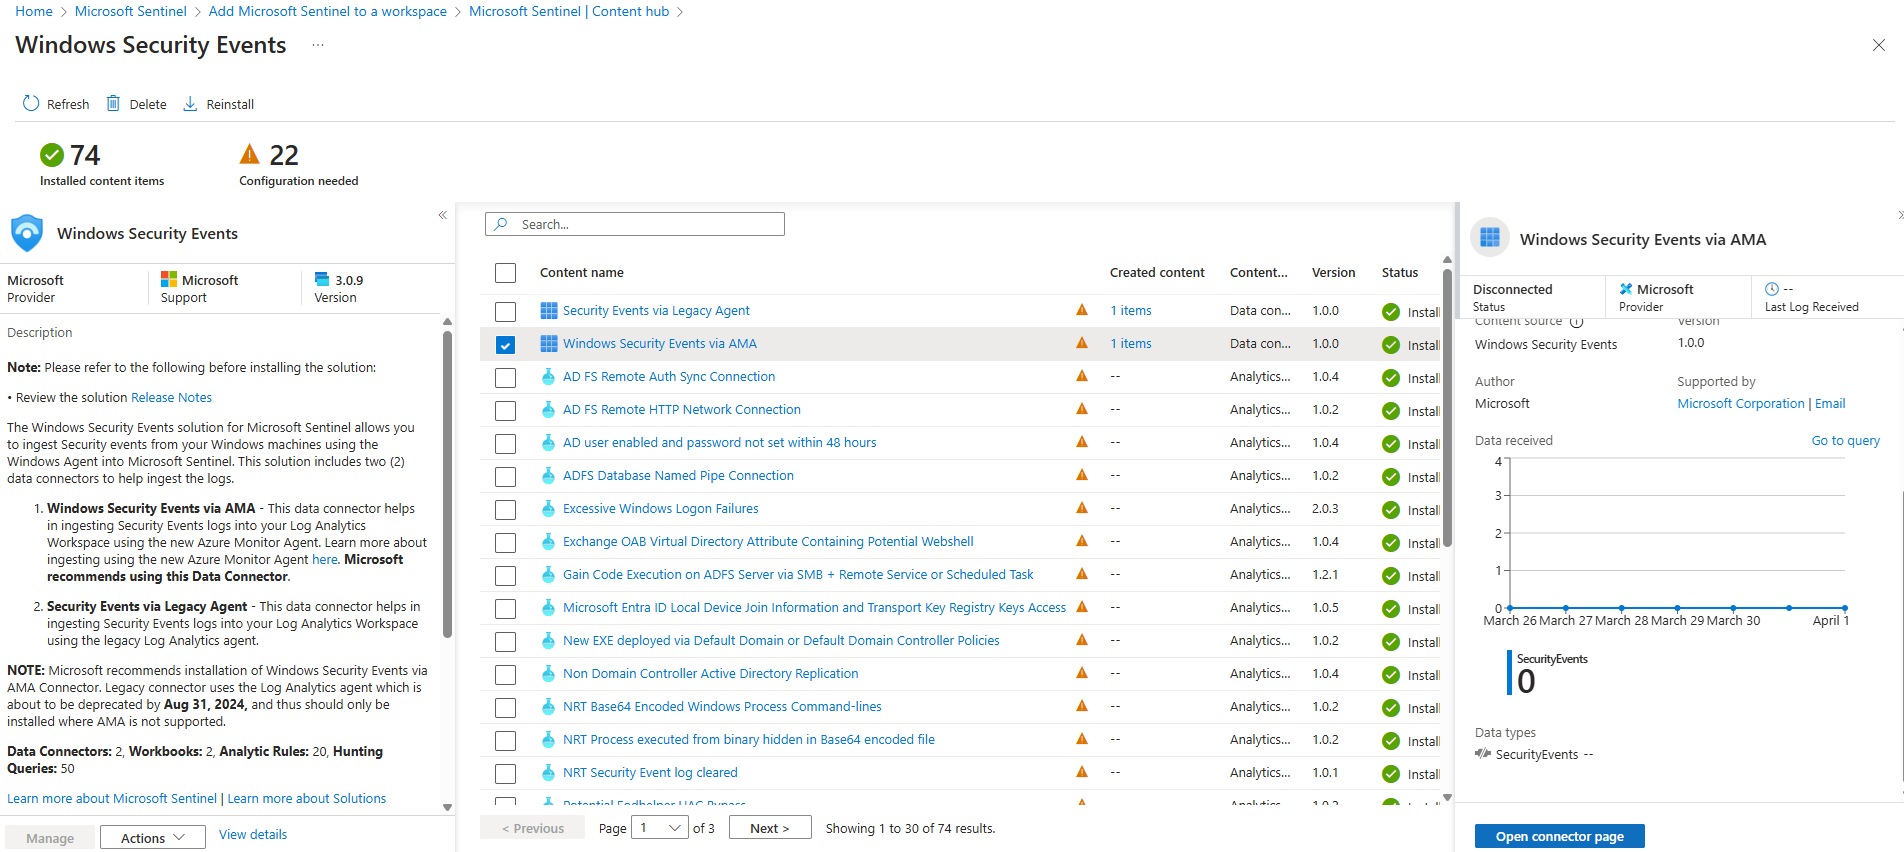 Home > Microsoft Sentinel > Add Microsoft Sentinel to a workspace > Microsoft Sentinel | Content hub >
Windows Security Events ...
Refresh Delete Reinstall
74
Installed content items
22
Configuration needed
Windows Security Events
Microsoft
Provider
Microsoft
Support
3.0.9
Version
Description
Note: Please refer to the following before installing the solution:
• Review the solution Release Notes
The Windows Security Events solution for Microsoft Sentinel allows you
to ingest Security events from your Windows machines using the
Windows Agent into Microsoft Sentinel. This solution includes two (2)
data connectors to help ingest the logs.
1. Windows Security Events via AMA - This data connector helps
in ingesting Security Events logs into your Log Analytics
Workspace using the new Azure Monitor Agent. Learn more about
ingesting using the new Azure Monitor Agent here. Microsoft
recommends using this Data Connector.
2. Security Events via Legacy Agent - This data connector helps in
ingesting Security Events logs into your Log Analytics Workspace
using the legacy Log Analytics agent.
NOTE: Microsoft recommends installation of Windows Security Events via
AMA Connector. Legacy connector uses the Log Analytics agent which is
about to be deprecated by Aug 31, 2024, and thus should only be
installed where AMA is not supported.
Data Connectors: 2, Workbooks: 2, Analytic Rules: 20, Hunting
Queries: 50
Learn more about Microsoft Sentinel | Learn more about Solutions
Manage Actions View details
Search...
Content name Created content Content... Version Status
Security Events via Legacy Agent 1 items Data con... 1.0.0 Install
Windows Security Events via AMA 1 items Data con... 1.0.0 Install
AD FS Remote Auth Sync Connection -- Analytics... 1.0.4 Install
AD FS Remote HTTP Network Connection -- Analytics... 1.0.2 Install
AD user enabled and password not set within 48 hours -- Analytics... 1.0.4 Install
ADFS Database Named Pipe Connection -- Analytics... 1.0.2 Install
Excessive Windows Logon Failures -- Analytics... 2.0.3 Install
Exchange OAB Virtual Directory Attribute Containing Potential Webshell -- Analytics... 1.0.4 Install
Gain Code Execution on ADFS Server via SMB + Remote Service or Scheduled Task -- Analytics... 1.2.1 Install
Microsoft Entra ID Local Device Join Information and Transport Key Registry Keys Access -- Analytics... 1.0.5 Install
New EXE deployed via Default Domain or Default Domain Controller Policies -- Analytics... 1.0.2 Install
Non Domain Controller Active Directory Replication -- Analytics... 1.0.4 Install
NRT Base64 Encoded Windows Process Command-lines -- Analytics... 1.0.2 Install
NRT Process executed from binary hidden in Base64 encoded file -- Analytics... 1.0.2 Install
NRT Security Event log cleared -- Analytics... 1.0.1 Install
Potential Fodhelper UAC Bypass
< Previous Page 1 of 3 Next > Showing 1 to 30 of 74 results.
Windows Security Events via AMA
Disconnected
Status
Microsoft
Provider
--
Last Log Received
Content source Version
Windows Security Events 1.0.0
Author Supported by
Microsoft Microsoft Corporation | Email
Data received Go to query
4
3
2
1
0
March 26 March 27 March 28 March 29 March 30 April 1
SecurityEvents
0
Data types
SecurityEvents --
Open connector page